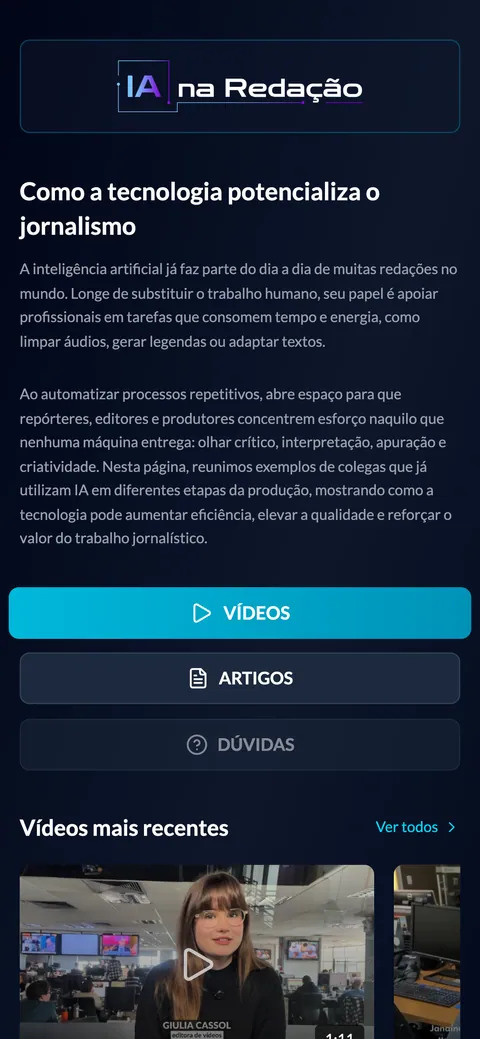 IA na Redação
Como a tecnologia potencializa o
jornalismo
A inteligência artificial já faz parte do dia a dia de muitas redações no
mundo. Longe de substituir o trabalho humano, seu papel é apoiar
profissionais em tarefas que consomem tempo e energia, como
limpar áudios, gerar legendas ou adaptar textos.
Ao automatizar processos repetitivos, abre espaço para que
repórteres, editores e produtores concentrem esforço naquilo que
nenhuma máquina entrega: olhar crítico, interpretação, apuração e
criatividade. Nesta página, reunimos exemplos de colegas que já
utilizam IA em diferentes etapas da produção, mostrando como a
tecnologia pode aumentar eficiência, elevar a qualidade e reforçar o
valor do trabalho jornalístico.
VÍDEOS
ARTIGOS
DÚVIDAS
Vídeos mais recentes
Ver todos
GIULIA CASSOL
editora de vídeos
1:11